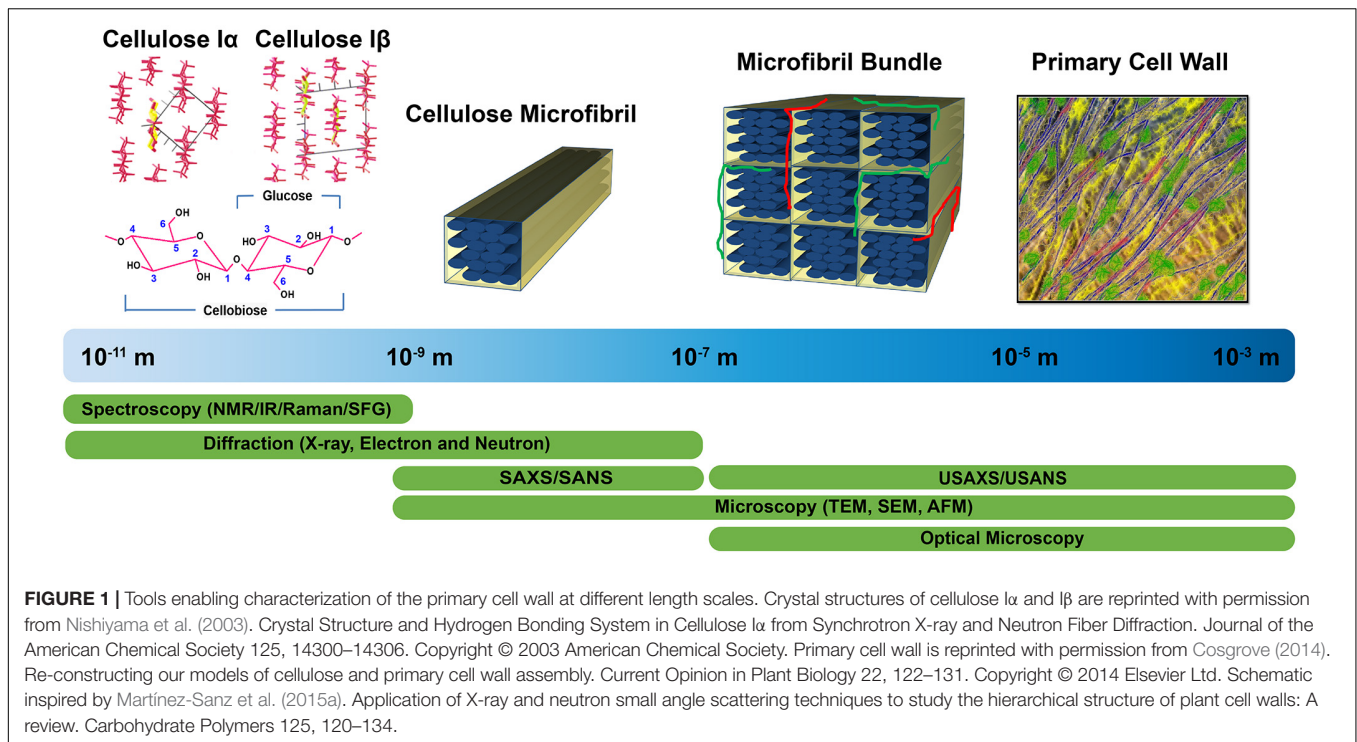 Cellulose Iα Cellulose Iβ
Microfibril Bundle
Primary Cell Wall
Cellulose Microfibril
Glucose
OH
6
4
5
O
O
2
HO
3
OH
1
O
3
HO
2
OH
1
O
5
4
O
6
OH
Cellobiose
10⁻¹¹ m
10⁻⁹ m
10⁻⁷ m
10⁻⁵ m
10⁻³ m
Spectroscopy (NMR/IR/Raman/SFG)
Diffraction (X-ray, Electron and Neutron)
SAXS/SANS
USAXS/USANS
Microscopy (TEM, SEM, AFM)
Optical Microscopy
FIGURE 1 | Tools enabling characterization of the primary cell wall at different length scales. Crystal structures of cellulose Iα and Iβ are reprinted with permission
from Nishiyama et al. (2003). Crystal Structure and Hydrogen Bonding System in Cellulose Iα from Synchrotron X-ray and Neutron Fiber Diffraction. Journal of the
American Chemical Society 125, 14300–14306. Copyright © 2003 American Chemical Society. Primary cell wall is reprinted with permission from Cosgrove (2014).
Re-constructing our models of cellulose and primary cell wall assembly. Current Opinion in Plant Biology 22, 122–131. Copyright © 2014 Elsevier Ltd. Schematic
inspired by Martínez-Sanz et al. (2015a). Application of X-ray and neutron small angle scattering techniques to study the hierarchical structure of plant cell walls: A
review. Carbohydrate Polymers 125, 120–134.